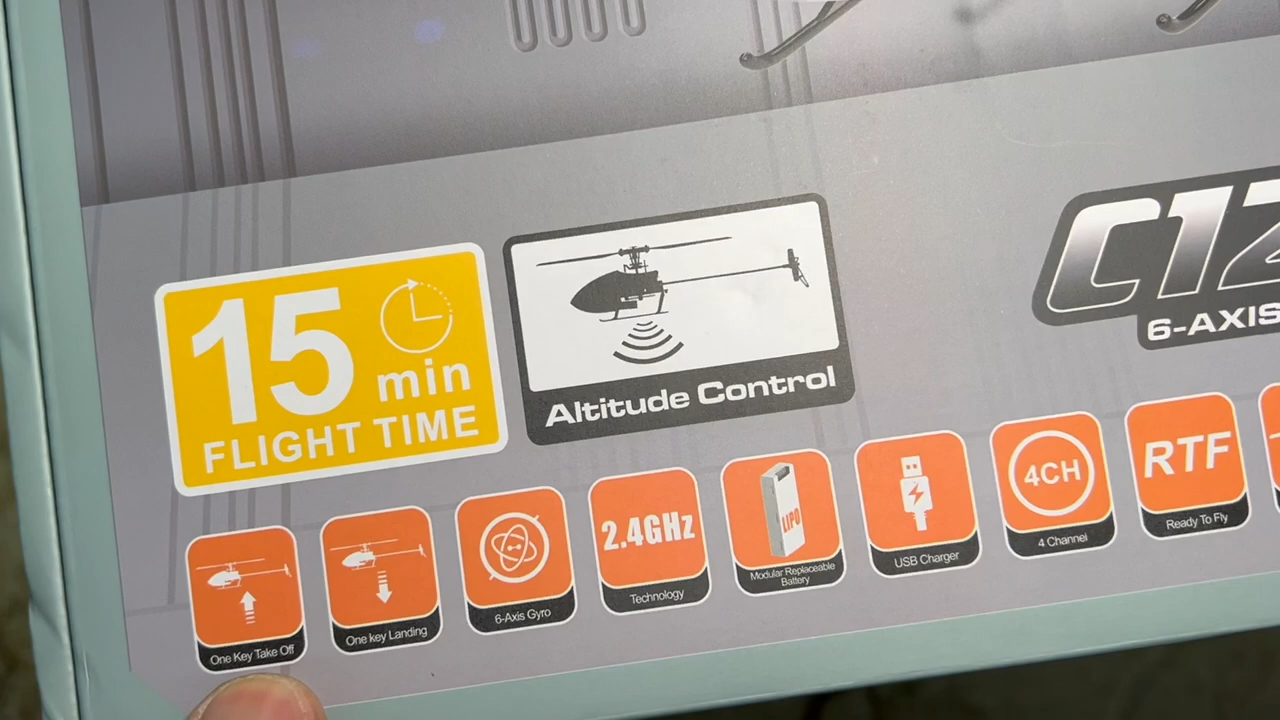 15
min
FLIGHT TIME
Altitude Control
C12
6-AXIS
One Key Take Off
One key Landing
6-Axis Gyro
2.4GHz
Technology
LIPO
Modular Replaceable
Battery
USB Charger
4CH
4 Channel
RTF
Ready To Fly